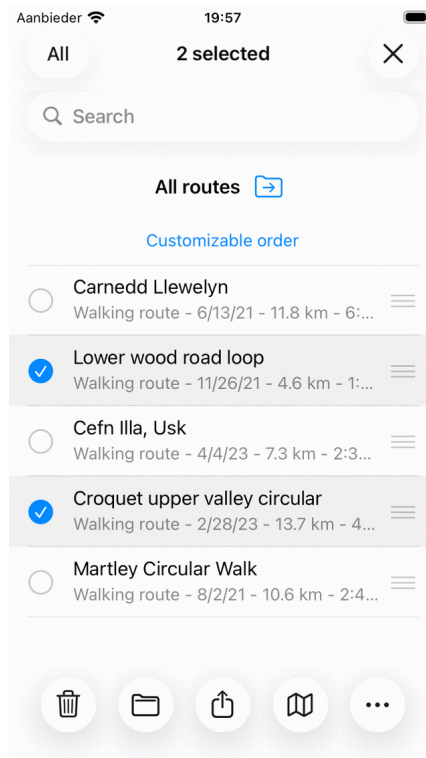 Aanbieder 19:57
All 2 selected
Search
All routes
Customizable order
Carnedd Llewelyn
Walking route - 6/13/21 - 11.8 km - 6:...
Lower wood road loop
Walking route - 11/26/21 - 4.6 km - 1:...
Cefn Illa, Usk
Walking route - 4/4/23 - 7.3 km - 2:3...
Croquet upper valley circular
Walking route - 2/28/23 - 13.7 km - 4...
Martley Circular Walk
Walking route - 8/2/21 - 10.6 km - 2:4...